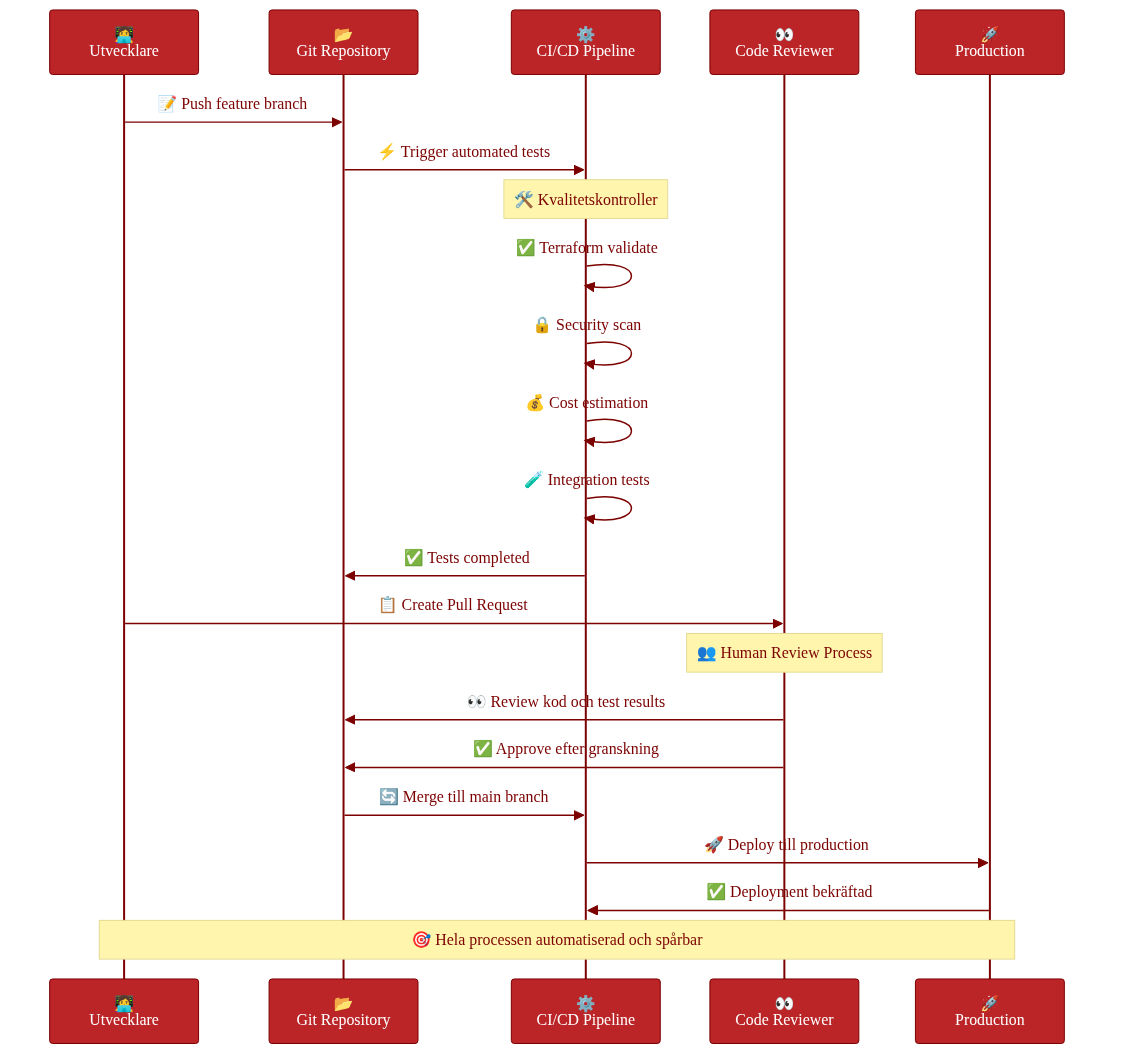 👩‍💻
Utvecklare
📂
Git Repository
⚙️
CI/CD Pipeline
👀
Code Reviewer
🚀
Production
📝 Push feature branch
⚡ Trigger automated tests
🛠️ Kvalitetskontroller
✅ Terraform validate
🔒 Security scan
💰 Cost estimation
🧪 Integration tests
✅ Tests completed
📋 Create Pull Request
👥 Human Review Process
👀 Review kod och test results
✅ Approve efter granskning
🔄 Merge till main branch
🚀 Deploy till production
✅ Deployment bekräftad
🎯 Hela processen automatiserad och spårbar
👩‍💻
Utvecklare
📂
Git Repository
⚙️
CI/CD Pipeline
👀
Code Reviewer
🚀
Production